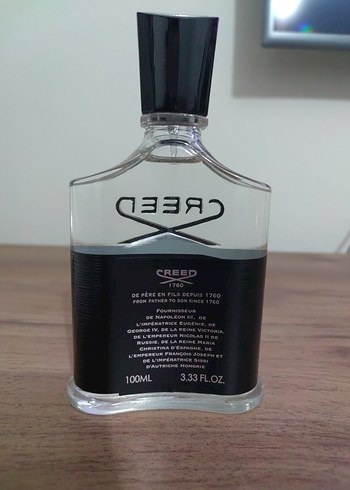 CREED
CREED
1760
DE PÈRE EN FILS DEPUIS 1760
FROM FATHER TO SON SINCE 1760
FOURNISSEUR
DE NAPOLÉON III, DE
L'IMPÉRATRICE EUGÉNIE, DE
GEORGE IV, DE LA REINE VICTORIA,
DE L'EMPEREUR NICOLAS II DE
RUSSIE, DE LA REINE MARIA
CHRISTINA D'ESPAGNE, DE
L'EMPEREUR FRANÇOIS JOSEPH ET
DE L'IMPÉRATRICE SISSI
D'AUTRICHE HONGRIE
100ML 3.33 FL.OZ.